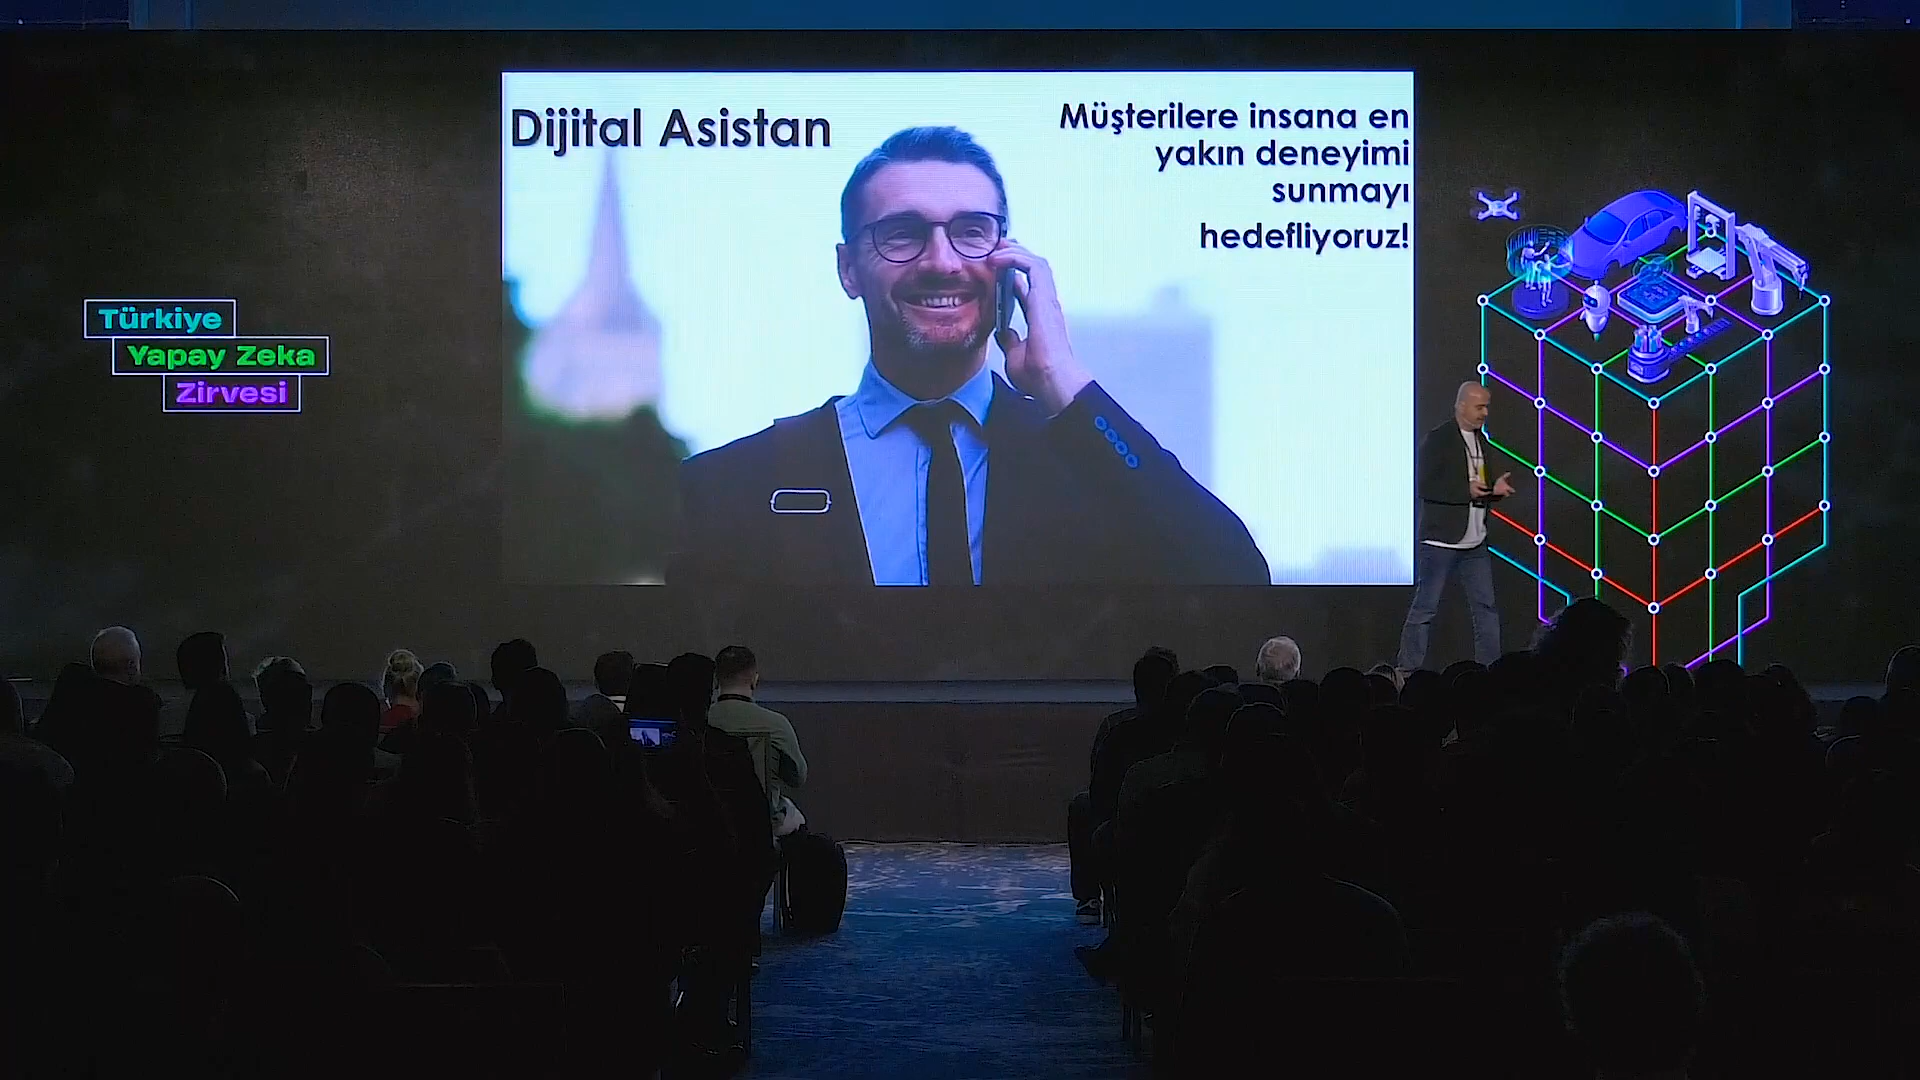 Dijital Asistan
Müşterilere insana en
yakın deneyimi
sunmayı
hedefliyoruz!
Türkiye
Yapay Zeka
Zirvesi